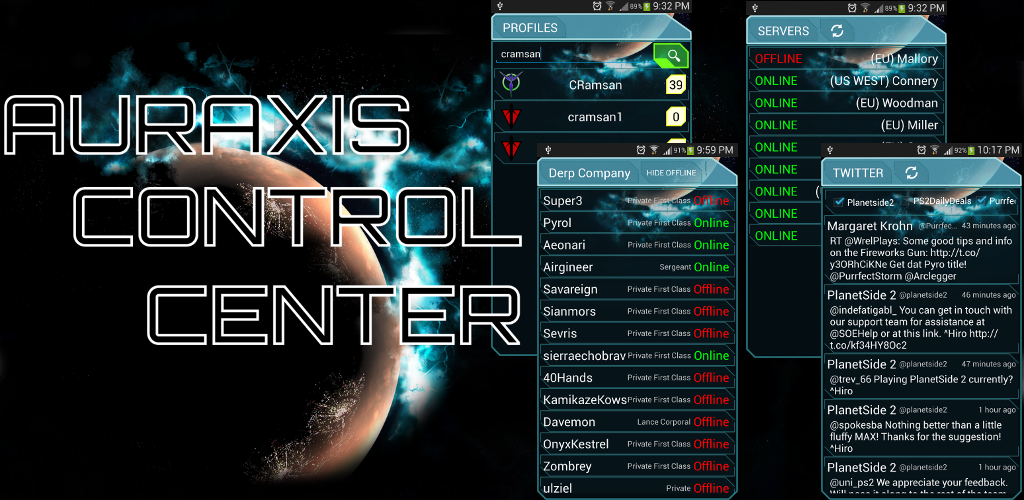 AURAXIS
CONTROL
CENTER
89% 9:32 PM
PROFILES
cramsan
CRamsan 39
cramsan1 0
91% 9:59 PM
Derp Company HIDE OFFLINE
Super3 Private First Class Offline
Pyrol Private First Class Online
Aeonari Private First Class Online
Airgineer Sergeant Online
Savareign Private First Class Offline
Sianmors Private First Class Offline
Sevris Private First Class Offline
sierraechobrav Private First Class Online
40Hands Private First Class Offline
KamikazeKows Private First Class Offline
Davemon Lance Corporal Offline
OnyxKestrel Private First Class Offline
Zombrey Private First Class Offline
ulziel Private Offline
89% 9:32 PM
SERVERS
OFFLINE (EU) Mallory
ONLINE (US WEST) Connery
ONLINE (EU) Woodman
ONLINE (EU) Miller
ONLINE
ONLINE
ONLINE
ONLINE
ONLINE
92% 10:17 PM
TWITTER
Planetside2 PS2DailyDeals Purrfe
Margaret Krohn @Purrfec... 43 minutes ago
RT @WrelPlays: Some good tips and info
on the Fireworks Gun: http://t.co/
y3ORhCiKNe Get dat Pyro title!
@PurrfectStorm @Arclegger
PlanetSide 2 @planetside2 46 minutes ago
@indefatigabl_ You can get in touch with
our support team for assistance at
@SOEHelp or at this link. ^Hiro http://
t.co/kf34HY8Oc2
PlanetSide 2 @planetside2 47 minutes ago
@trev_66 Playing PlanetSide 2 currently?
^Hiro
PlanetSide 2 @planetside2 1 hour ago
@spokesba Nothing better than a little
fluffy MAX! Thanks for the suggestion!
^Hiro
PlanetSide 2 @planetside2 1 hour ago
@uni_ps2 We appreciate your feedback.